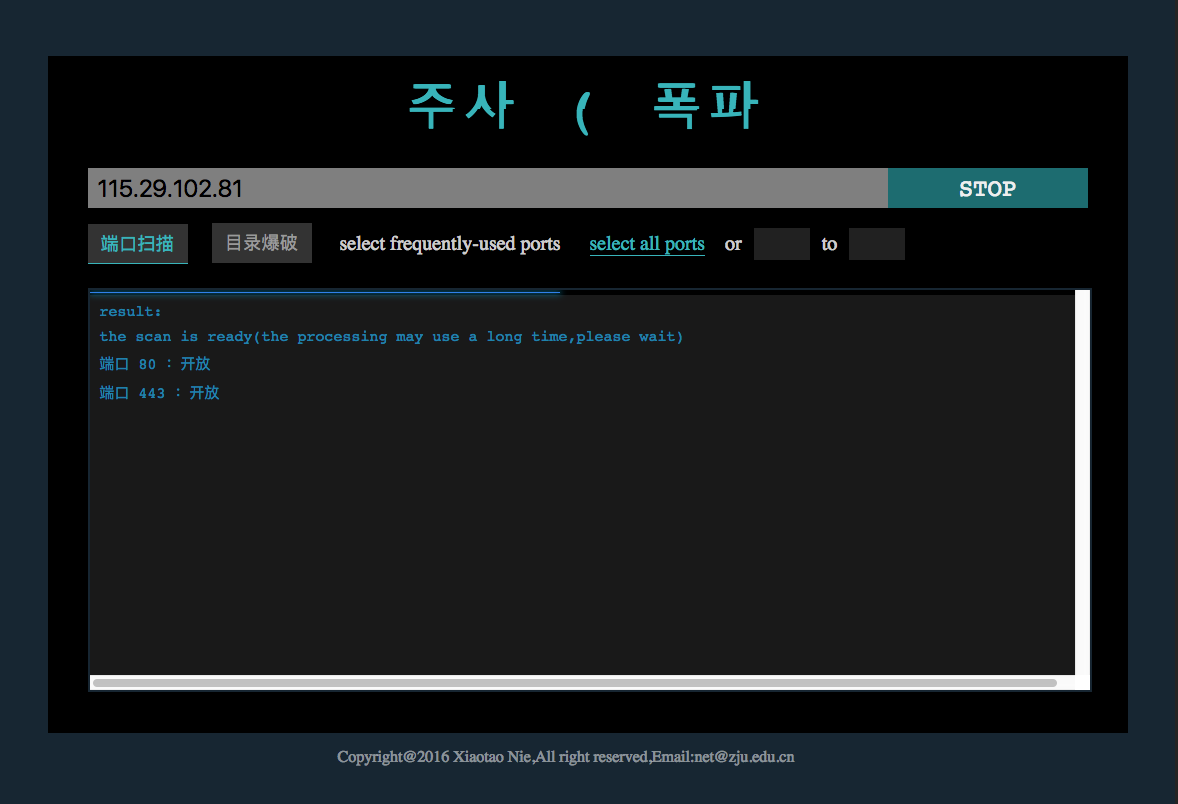 주사 ( 폭파
115.29.102.81 STOP
端口扫描 目录爆破 select frequently-used ports select all ports or to
result:
the scan is ready(the processing may use a long time,please wait)
端口 80 : 开放
端口 443 : 开放
Copyright@2016 Xiaotao Nie,All right reserved,Email:net@zju.edu.cn